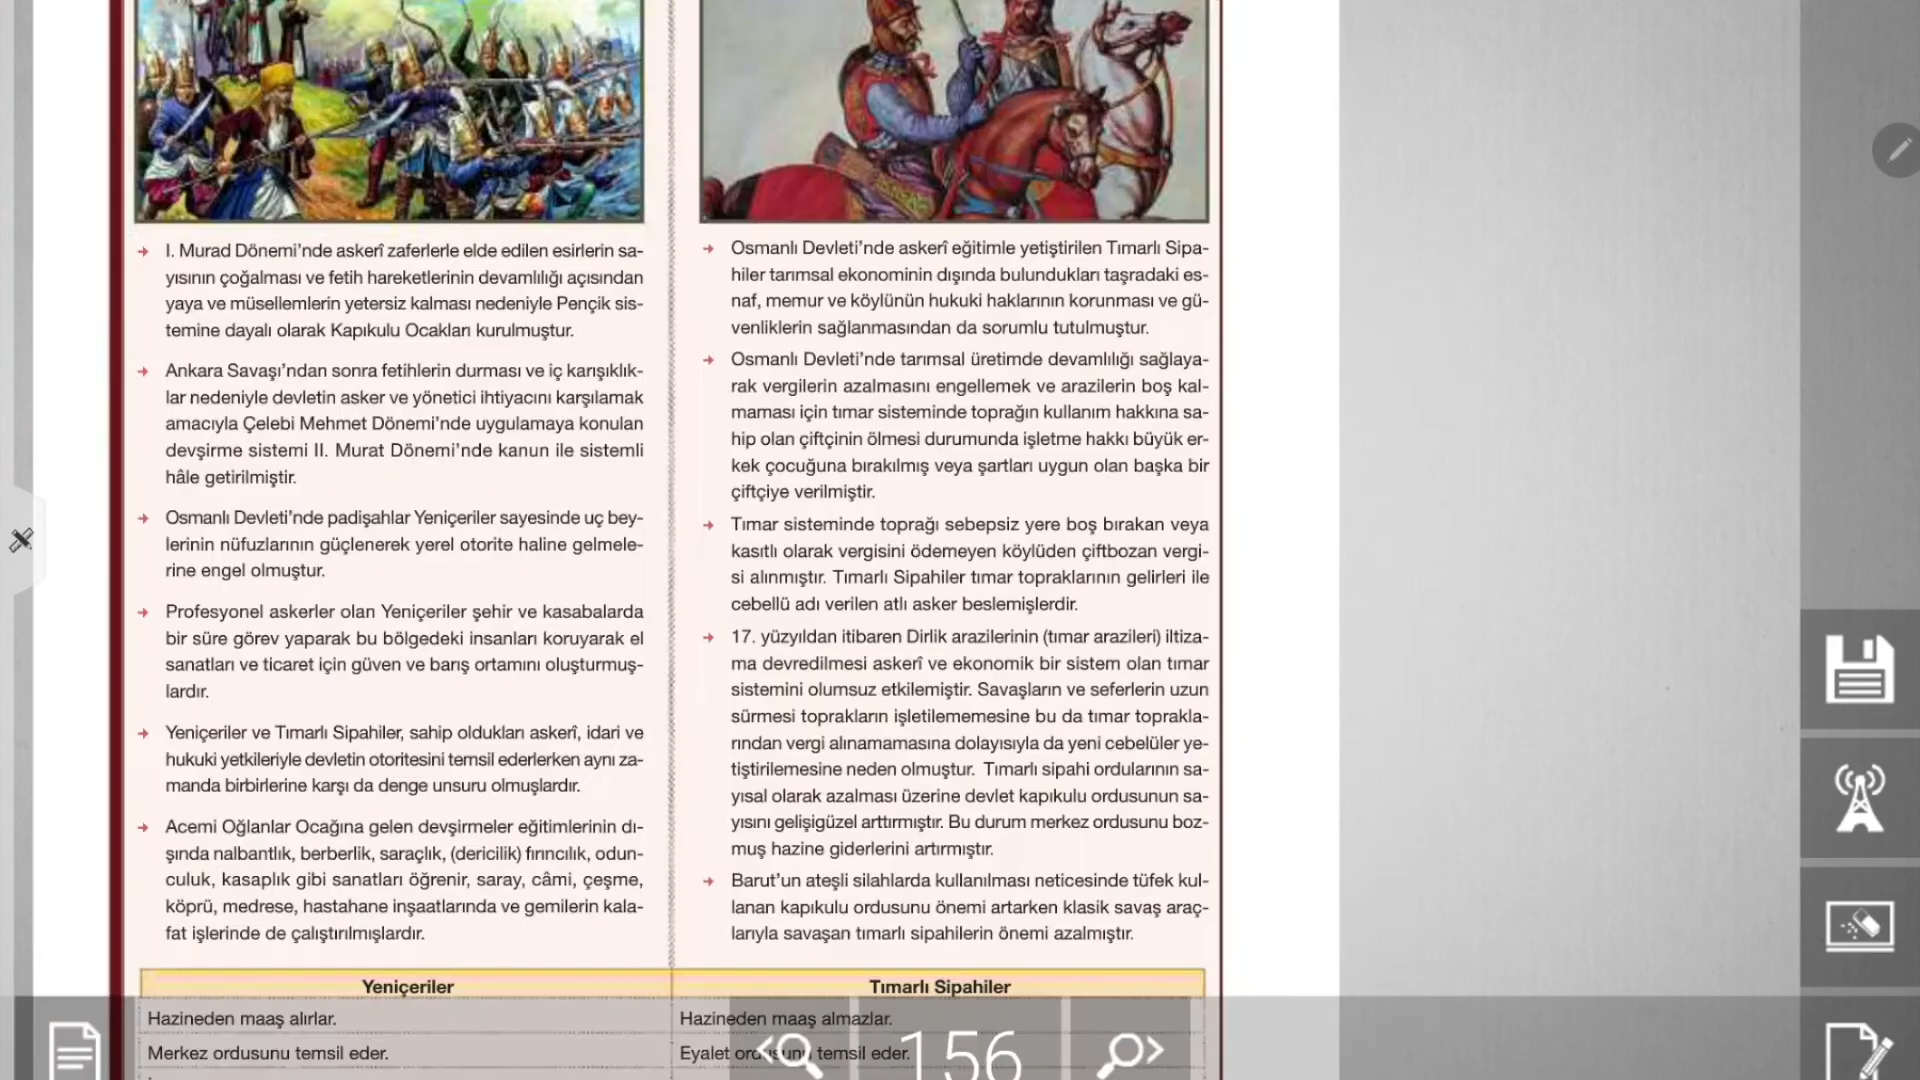 I. Murad Dönemi’nde askerî zaferlerle elde edilen esirlerin sa-
yısının çoğalması ve fetih hareketlerinin devamlılığı açısından
yaya ve müsellemlerin yetersiz kalması nedeniyle Pençik sis-
temine dayalı olarak Kapıkulu Ocakları kurulmuştur.
Ankara Savaşı’ndan sonra fetihlerin durması ve iç karışıklık-
lar nedeniyle devletin asker ve yönetici ihtiyacını karşılamak
amacıyla Çelebi Mehmet Dönemi’nde uygulamaya konulan
devşirme sistemi II. Murat Dönemi’nde kanun ile sistemli
hâle getirilmiştir.
Osmanlı Devleti’nde padişahlar Yeniçeriler sayesinde uç bey-
lerinin nüfuzlarının güçlenerek yerel otorite haline gelmele-
rine engel olmuştur.
Profesyonel askerler olan Yeniçeriler şehir ve kasabalarda
bir süre görev yaparak bu bölgedeki insanları koruyarak el
sanatları ve ticaret için güven ve barış ortamını oluşturmuş-
lardır.
Yeniçeriler ve Tımarlı Sipahiler, sahip oldukları askerî, idari ve
hukuki yetkileriyle devletin otoritesini temsil ederlerken aynı za-
manda birbirlerine karşı da denge unsuru olmuşlardır.
Acemi Oğlanlar Ocağına gelen devşirmeler eğitimlerinin dı-
şında nalbantlık, berberlik, saraçlık, (dericilik) fırıncılık, odun-
culuk, kasaplık gibi sanatları öğrenir, saray, câmi, çeşme,
köprü, medrese, hastahane inşaatlarında ve gemilerin kala-
fat işlerinde de çalıştırılmışlardır.
Osmanlı Devleti’nde askerî eğitimle yetiştirilen Tımarlı Sipa-
hiler tarımsal ekonominin dışında bulundukları taşradaki es-
naf, memur ve köylünün hukuki haklarının korunması ve gü-
venliklerin sağlanmasından da sorumlu tutulmuştur.
Osmanlı Devleti’nde tarımsal üretimde devamlılığı sağlaya-
rak vergilerin azalmasını engellemek ve arazilerin boş kal-
maması için tımar sisteminde toprağın kullanım hakkına sa-
hip olan çiftçinin ölmesi durumunda işletme hakkı büyük er-
kek çocuğuna bırakılmış veya şartları uygun olan başka bir
çiftçiye verilmiştir.
Tımar sisteminde toprağı sebepsiz yere boş bırakan veya
kasıtlı olarak vergisini ödemeyen köylüden çiftbozan vergi-
si alınmıştır. Tımarlı Sipahiler tımar topraklarının gelirleri ile
cebellü adı verilen atlı asker beslemişlerdir.
17. yüzyıldan itibaren Dirlik arazilerinin (tımar arazileri) iltiza-
ma devredilmesi askerî ve ekonomik bir sistem olan tımar
sistemini olumsuz etkilemiştir. Savaşların ve seferlerin uzun
sürmesi toprakların işletilememesine bu da tımar toprakla-
rından vergi alınamamasına dolayısıyla da yeni cebelüler ye-
tiştirilemesine neden olmuştur. Tımarlı sipahi ordularının sa-
yısal olarak azalması üzerine devlet kapıkulu ordusunun sa-
yısını gelişigüzel arttırmıştır. Bu durum merkez ordusunu boz-
muş hazine giderlerini artırmıştır.
Barut’un ateşli silahlarda kullanılması neticesinde tüfek kul-
lanan kapıkulu ordusunu önemi artarken klasik savaş araç-
larıyla savaşan tımarlı sipahilerin önemi azalmıştır.
Yeniçeriler Tımarlı Sipahiler
Hazineden maaş alırlar. Hazineden maaş almazlar.
Merkez ordusunu temsil eder. Eyalet ordusunu temsil eder.
156